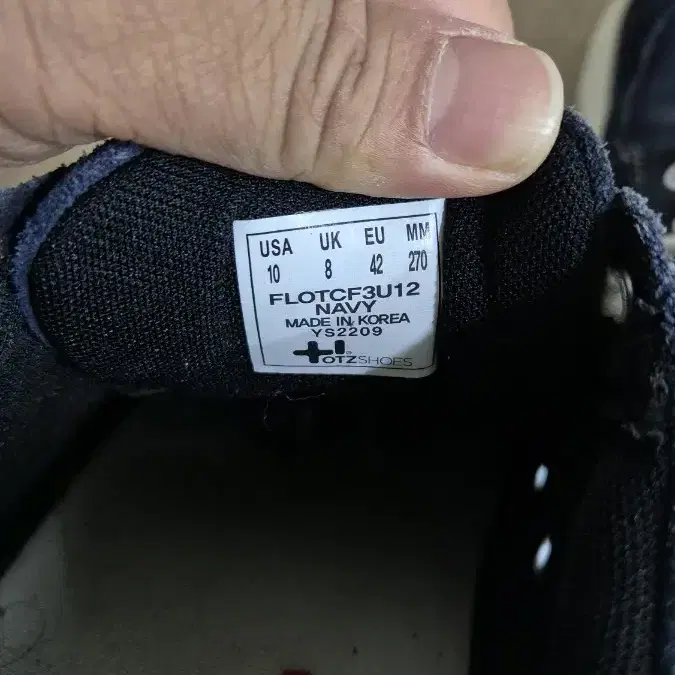 USA UK EU MM
10 8 42 270
FLOTCF3U12
NAVY
MADE IN KOREA
YS2209
OTZSHOES